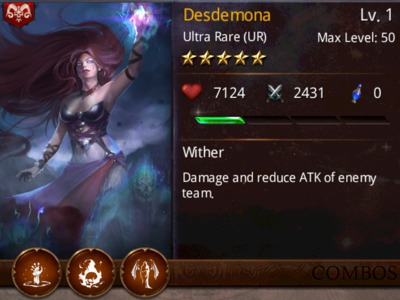 Desdemona Lv. 1
Ultra Rare (UR) Max Level: 50
7124 2431 0
Wither
Damage and reduce ATK of enemy
team.
COMBOS